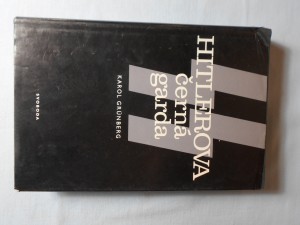 KAROL GRÜNBERG
HITLEROVA
černá
garda
SVOBODA